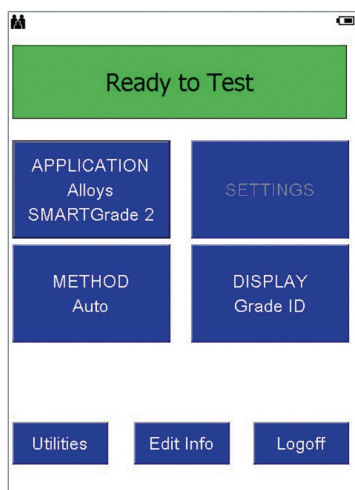 Ready to Test
APPLICATION
Alloys
SMARTGrade 2
SETTINGS
METHOD
Auto
DISPLAY
Grade ID
Utilities
Edit Info
Logoff